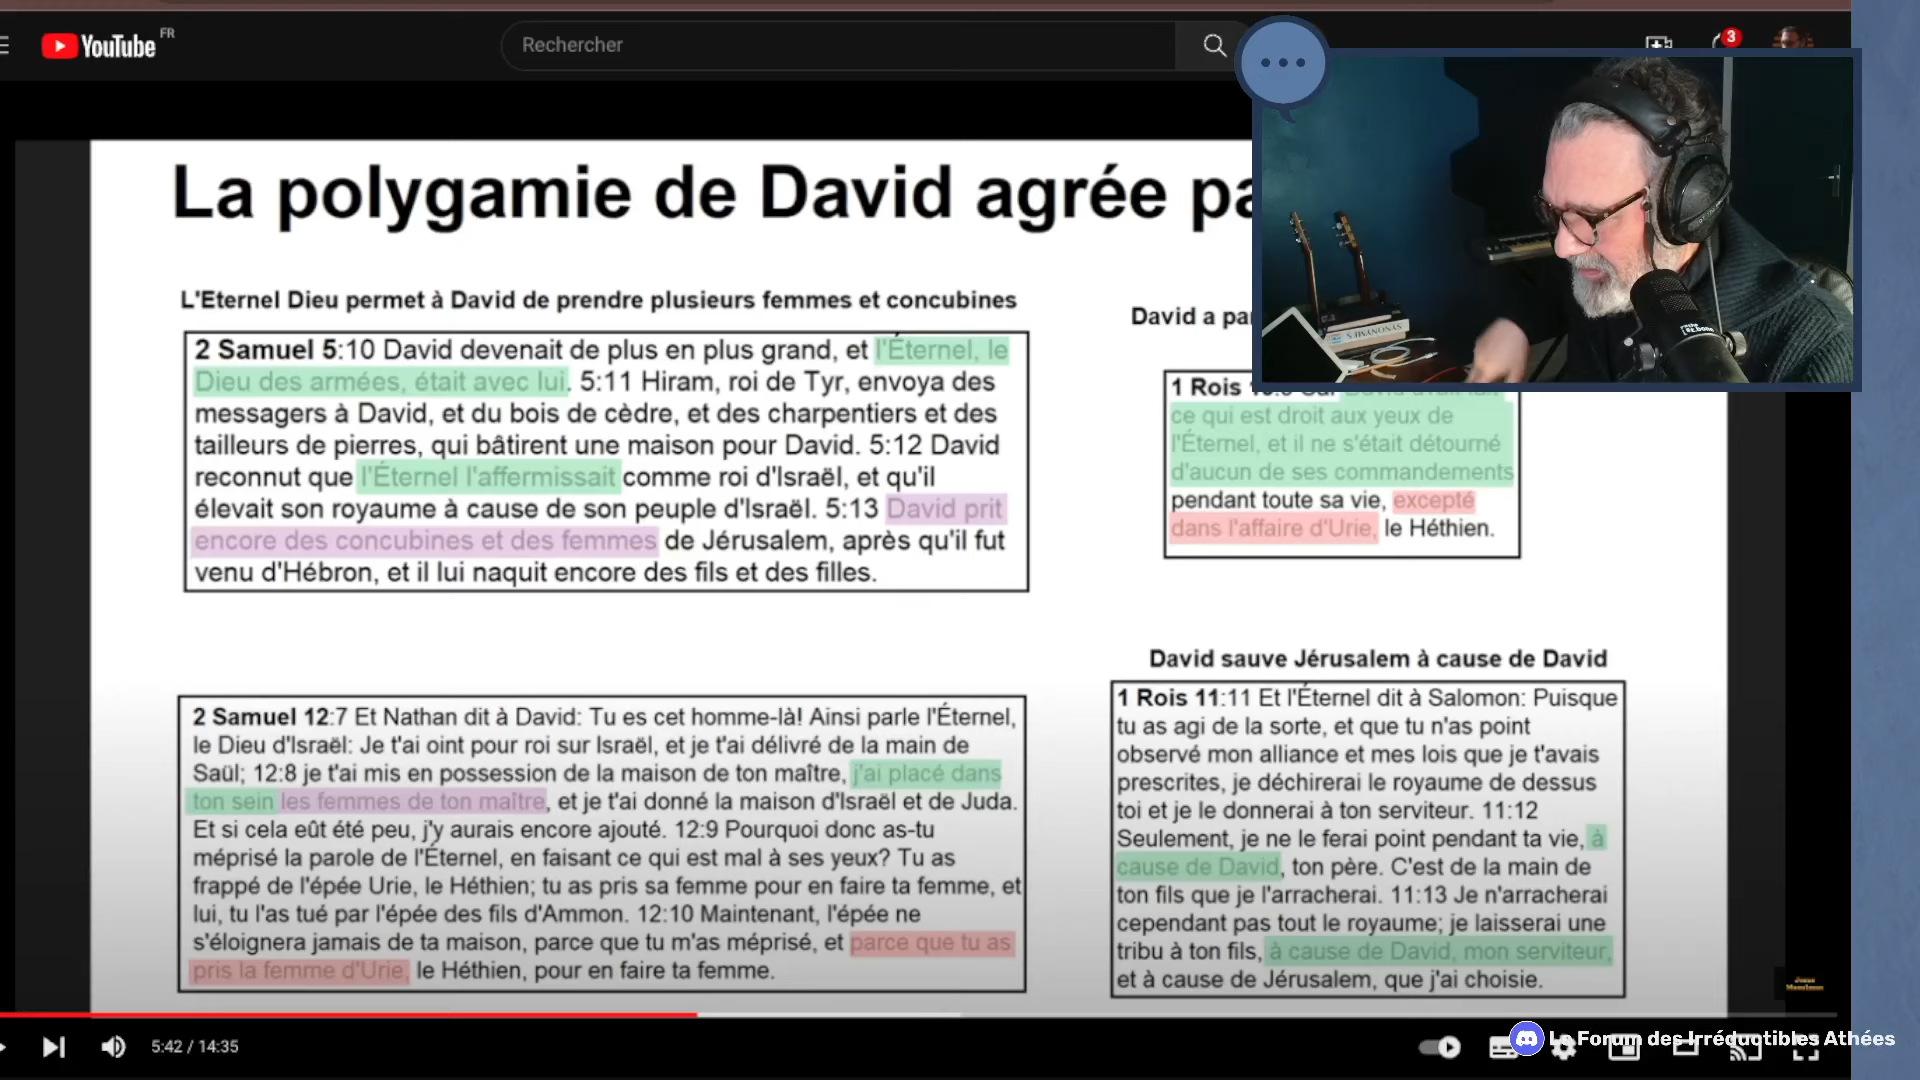 YouTube FR
Rechercher
3
La polygamie de David agrée
L'Eternel Dieu permet à David de prendre plusieurs femmes et concubines
2 Samuel 5:10 David devenait de plus en plus grand, et l'Éternel, le
Dieu des armées, était avec lui. 5:11 Hiram, roi de Tyr, envoya des
messagers à David, et du bois de cèdre, et des charpentiers et des
tailleurs de pierres, qui bâtirent une maison pour David. 5:12 David
reconnut que l'Éternel l'affermissait comme roi d'Israël, et qu'il
élevait son royaume à cause de son peuple d'Israël. 5:13 David prit
encore des concubines et des femmes de Jérusalem, après qu'il fut
venu d'Hébron, et il lui naquit encore des fils et des filles.
David a
SYNONYMES
1 Rois
ce qui est droit aux yeux de
l'Éternel, et il ne s'était détourné
d'aucun de ses commandements
pendant toute sa vie, excepté
dans l'affaire d'Urie, le Héthien.
2 Samuel 12:7 Et Nathan dit à David: Tu es cet homme-là! Ainsi parle l'Éternel,
le Dieu d'Israël: Je t'ai oint pour roi sur Israël, et je t'ai délivré de la main de
Saül; 12:8 je t'ai mis en possession de la maison de ton maître, j'ai placé dans
ton sein les femmes de ton maître, et je t'ai donné la maison d'Israël et de Juda.
Et si cela eût été peu, j'y aurais encore ajouté. 12:9 Pourquoi donc as-tu
méprisé la parole de l'Éternel, en faisant ce qui est mal à ses yeux? Tu as
frappé de l'épée Urie, le Héthien; tu as pris sa femme pour en faire ta femme, et
lui, tu l'as tué par l'épée des fils d'Ammon. 12:10 Maintenant, l'épée ne
s'éloignera jamais de ta maison, parce que tu m'as méprisé, et parce que tu as
pris la femme d'Urie, le Héthien, pour en faire ta femme.
David sauve Jérusalem à cause de David
1 Rois 11:11 Et l'Éternel dit à Salomon: Puisque
tu as agi de la sorte, et que tu n'as point
observé mon alliance et mes lois que je t'avais
prescrites, je déchirerai le royaume de dessus
toi et je le donnerai à ton serviteur. 11:12
Seulement, je ne le ferai point pendant ta vie, à
cause de David, ton père. C'est de la main de
ton fils que je l'arracherai. 11:13 Je n'arracherai
cependant pas tout le royaume; je laisserai une
tribu à ton fils, à cause de David, mon serviteur,
et à cause de Jérusalem, que j'ai choisie.
5:42 / 14:35
Le Forum des Irréductibles Athées